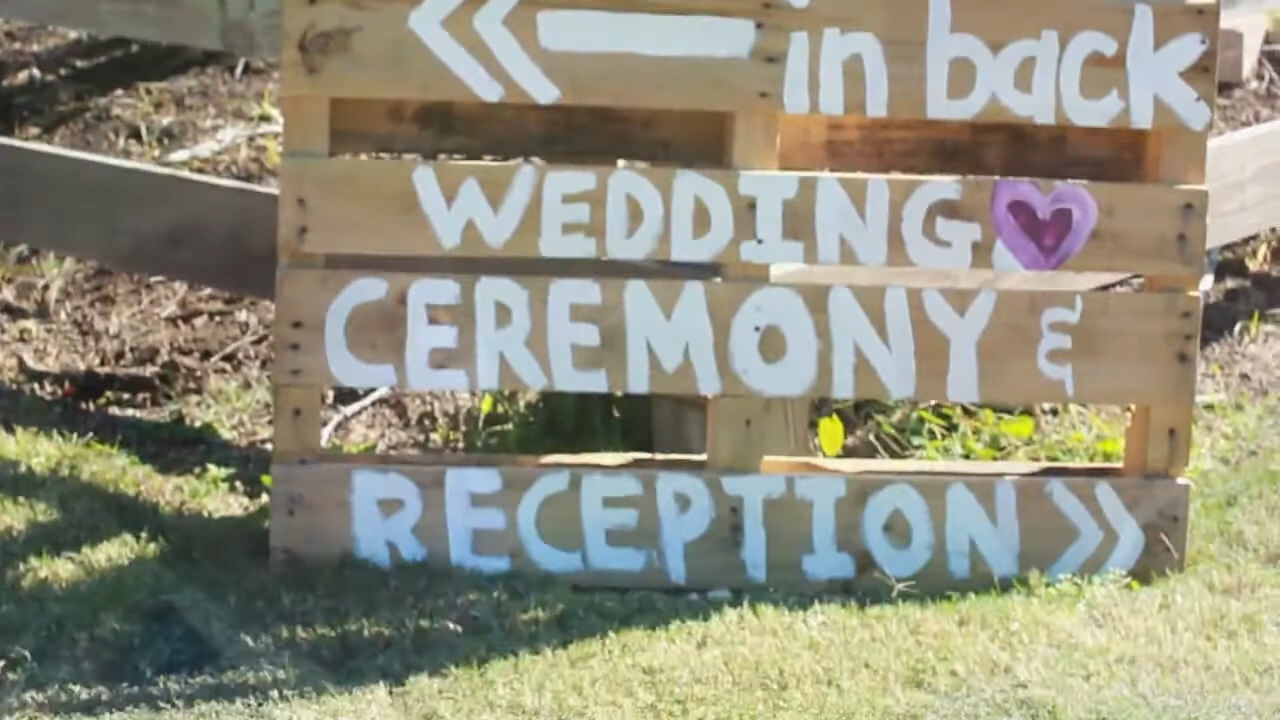 <<— in back
WEDDING
CEREMONY &
RECEPTION >>